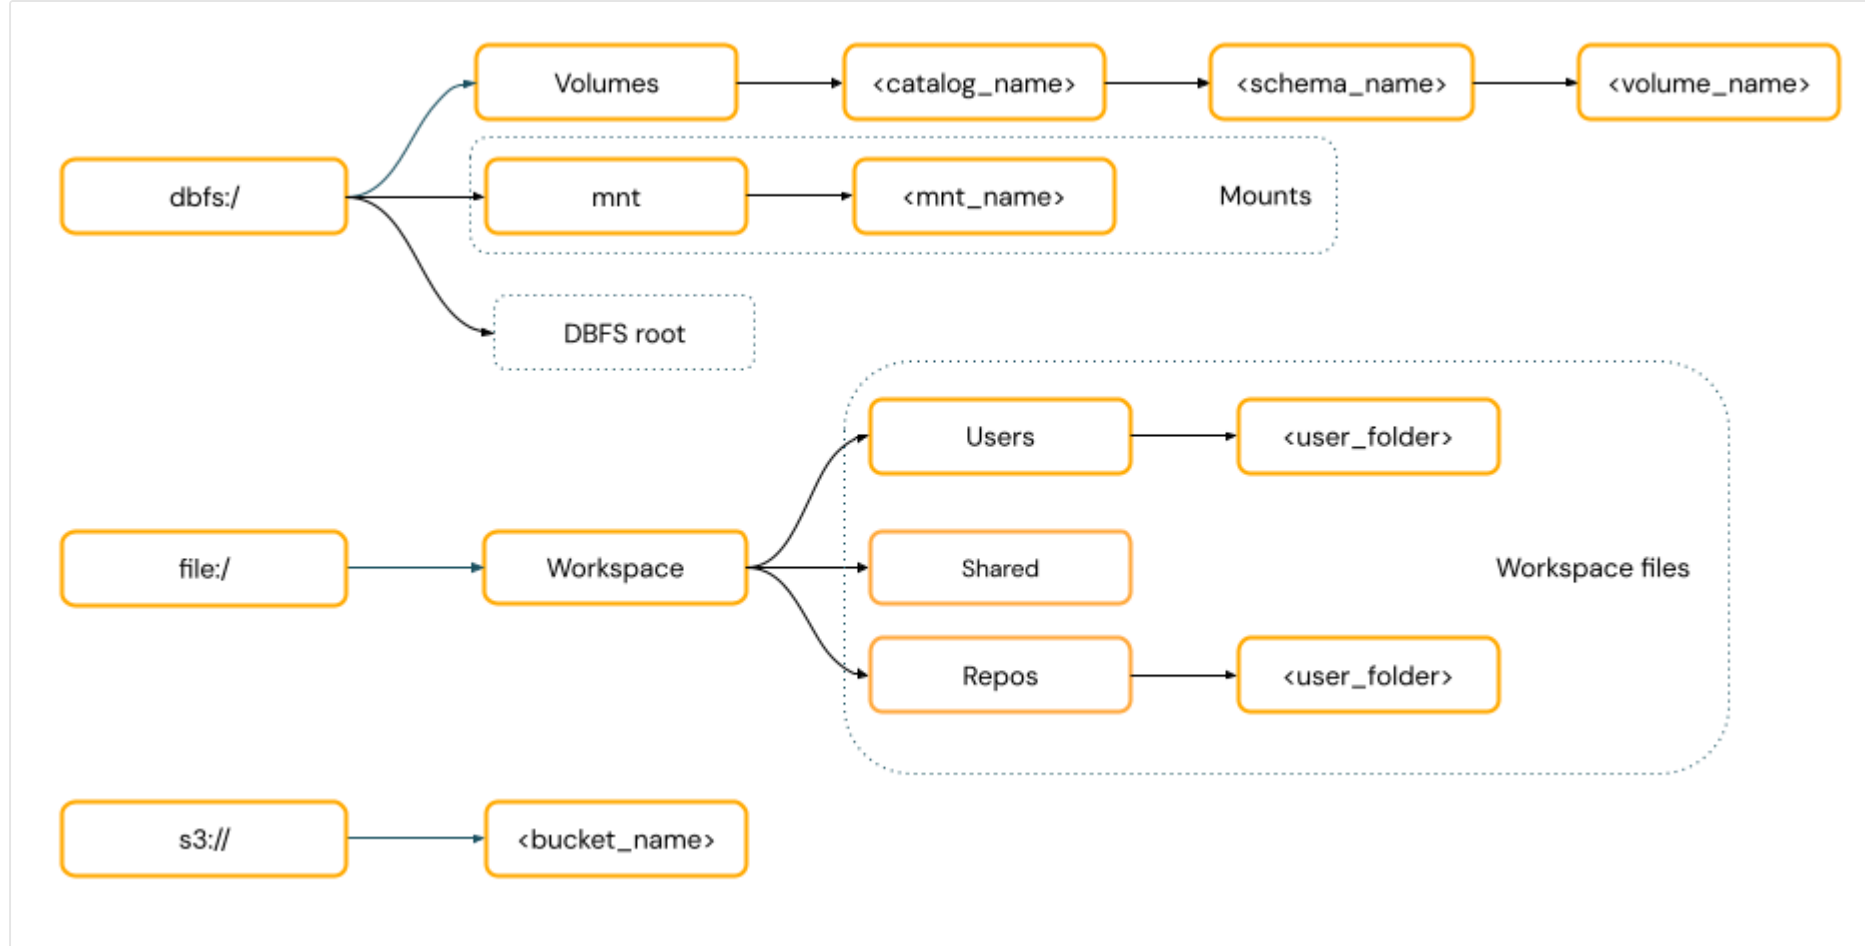 Volumes
<catalog_name>
<schema_name>
<volume_name>
dbfs:/
mnt
<mnt_name>
Mounts
DBFS root
Users
<user_folder>
file:/
Workspace
Shared
Workspace files
Repos
<user_folder>
s3://
<bucket_name>